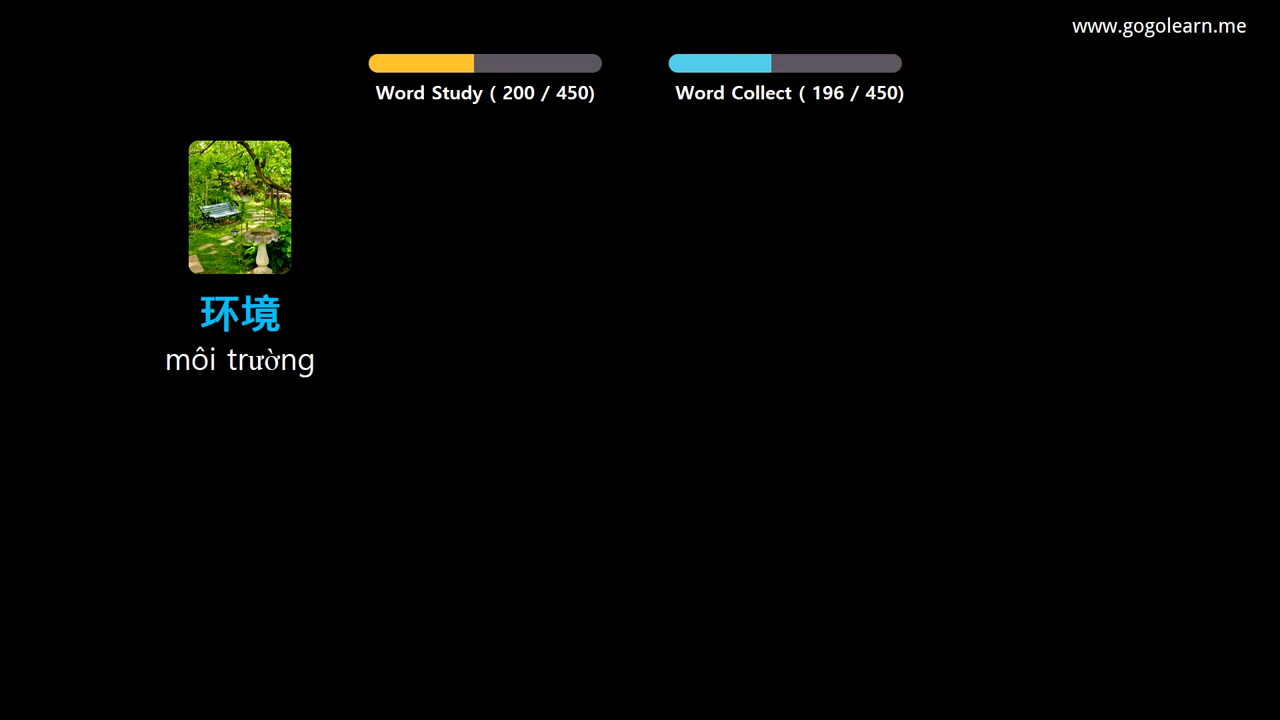 www.gogolearn.me
Word Study ( 200 / 450)
Word Collect ( 196 / 450)
环境
môi trường